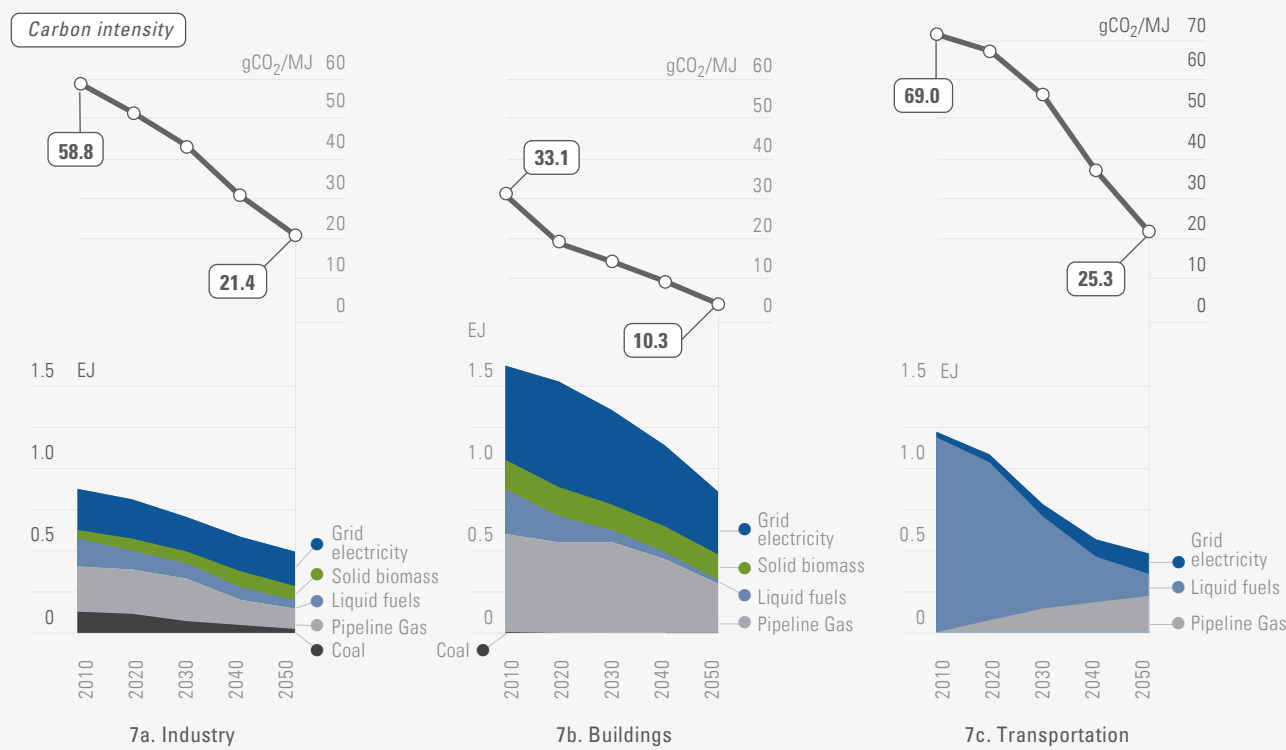 Carbon intensity
gCO2/MJ 60
50
40
30
20
10
0
58.8
21.4
1.5 EJ
1.0
0.5
0
Grid
electricity
Solid biomass
Liquid fuels
Pipeline Gas
Coal
2010
2020
2030
2040
2050
7a. Industry
gCO2/MJ 60
50
40
30
20
10
0
33.1
10.3
EJ
1.5
1.0
0.5
0
Grid
electricity
Solid biomass
Liquid fuels
Pipeline Gas
Coal
2010
2020
2030
2040
2050
7b. Buildings
gCO2/MJ 70
60
50
40
30
20
10
0
69.0
25.3
1.5 EJ
1.0
0.5
0
Grid
electricity
Liquid fuels
Pipeline Gas
2010
2020
2030
2040
2050
7c. Transportation